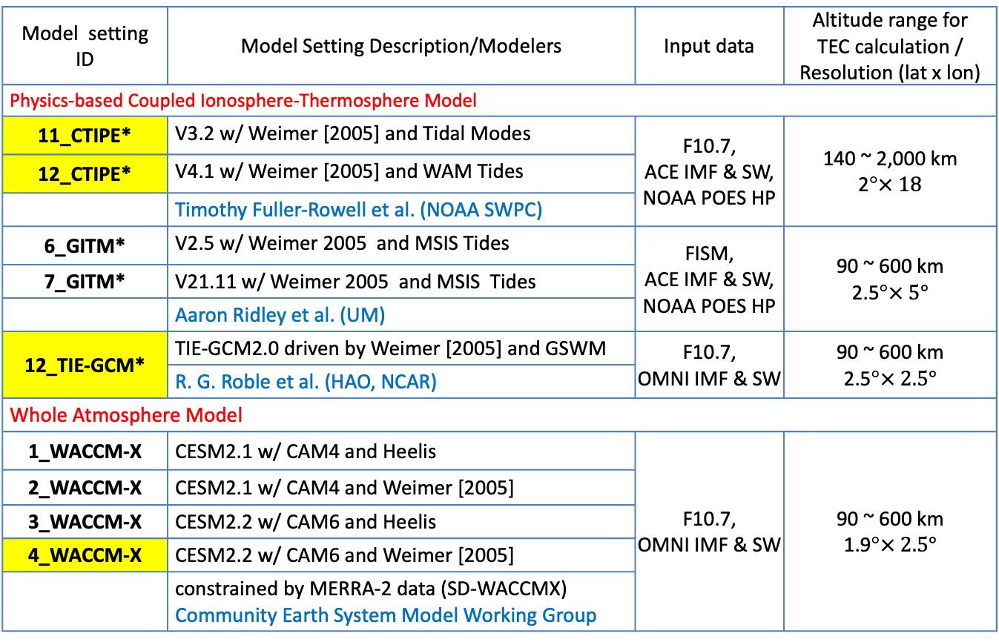 Model setting
ID
Model Setting Description/Modelers
Input data
Altitude range for
TEC calculation /
Resolution (lat x lon)
Physics-based Coupled Ionosphere-Thermosphere Model
11_CTIPE*
V3.2 w/ Weimer [2005] and Tidal Modes
12_CTIPE*
V4.1 w/ Weimer [2005] and WAM Tides
Timothy Fuller-Rowell et al. (NOAA SWPC)
F10.7,
ACE IMF & SW,
NOAA POES HP
140 ~ 2,000 km
2°× 18
6_GITM*
V2.5 w/ Weimer 2005 and MSIS Tides
7_GITM*
V21.11 w/ Weimer 2005 and MSIS Tides
Aaron Ridley et al. (UM)
FISM,
ACE IMF & SW,
NOAA POES HP
90 ~ 600 km
2.5°× 5°
12_TIE-GCM*
TIE-GCM2.0 driven by Weimer [2005] and GSWM
R. G. Roble et al. (HAO, NCAR)
F10.7,
OMNI IMF & SW
90 ~ 600 km
2.5°× 2.5°
Whole Atmosphere Model
1_WACCM-X
CESM2.1 w/ CAM4 and Heelis
2_WACCM-X
CESM2.1 w/ CAM4 and Weimer [2005]
3_WACCM-X
CESM2.2 w/ CAM6 and Heelis
4_WACCM-X
CESM2.2 w/ CAM6 and Weimer [2005]
constrained by MERRA-2 data (SD-WACCMX)
Community Earth System Model Working Group
F10.7,
OMNI IMF & SW
90 ~ 600 km
1.9°× 2.5°